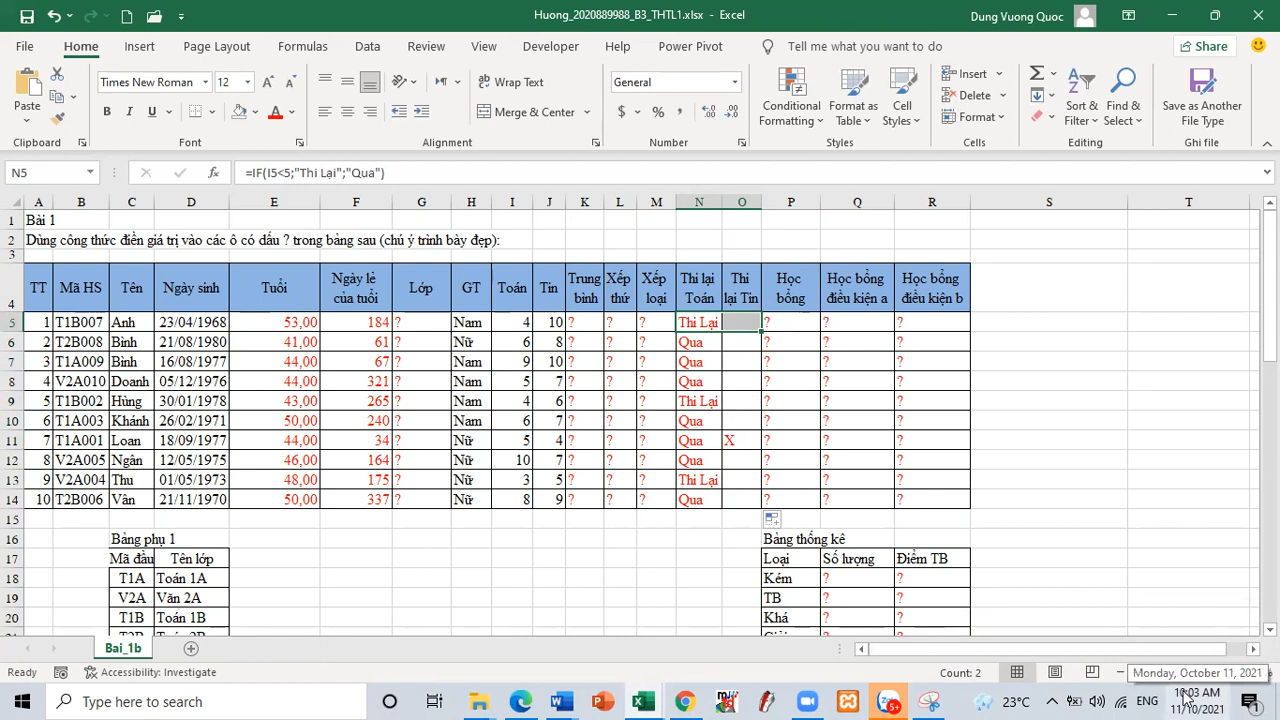 Huong_2020889988_B3_THTL1.xlsx - Excel
Dung Vuong Quoc
File Home Insert Page Layout Formulas Data Review View Developer Help Power Pivot Tell me what you want to do Share
Paste
Times New Roman 12
B I U
Wrap Text
Merge & Center
General
$ %
Conditional Formatting
Format as Table
Cell Styles
Insert
Delete
Format
Sort & Filter
Find & Select
Save as Another File Type
Clipboard Font Alignment Number Styles Cells Editing Ghi file
N5 fx =IF(I5<5;"Thi Lại";"Qua")
A B C D E F G H I J K L M N O P Q R S T
1 Bài 1
2 Dùng công thức điền giá trị vào các ô có dấu ? trong bảng sau (chú ý trình bày đẹp):
3
4 TT Mã HS Tên Ngày sinh Tuổi Ngày lẻ của tuổi Lớp GT Toán Tin Trung bình Xếp thứ Xếp loại Thi lại Toán Thi lại Tin Học bổng Học bổng điều kiện a Học bổng điều kiện b
5 1 T1B007 Anh 23/04/1968 53,00 184 ? Nam 4 10 ? ? ? Thi Lại ? ? ?
6 2 T2B008 Bình 21/08/1980 41,00 61 ? Nữ 6 8 ? ? ? Qua ? ? ?
7 3 T1A009 Bình 16/08/1977 44,00 67 ? Nam 9 10 ? ? ? Qua ? ? ?
8 4 V2A010 Doanh 05/12/1976 44,00 321 ? Nam 5 7 ? ? ? Qua ? ? ?
9 5 T1B002 Hùng 30/01/1978 43,00 265 ? Nam 4 6 ? ? ? Thi Lại ? ? ?
10 6 T1A003 Khánh 26/02/1971 50,00 240 ? Nam 6 7 ? ? ? Qua ? ? ?
11 7 T1A001 Loan 18/09/1977 44,00 34 ? Nữ 5 4 ? ? ? Qua X ? ? ?
12 8 V2A005 Ngân 12/05/1975 46,00 164 ? Nữ 10 7 ? ? ? Qua ? ? ?
13 9 V2A004 Thu 01/05/1973 48,00 175 ? Nữ 3 5 ? ? ? Thi Lại ? ? ?
14 10 T2B006 Vân 21/11/1970 50,00 337 ? Nữ 8 9 ? ? ? Qua ? ? ?
15
16 Bảng phụ 1 Bảng thống kê
17 Mã đầu Tên lớp Loại Số lượng Điểm TB
18 T1A Toán 1A Kém ? ?
19 V2A Văn 2A TB ? ?
20 T1B Toán 1B Khá ? ?
Bai_1b
Ready Accessibility: Investigate Count: 2
Monday, October 11, 2021
Type here to search
5+
23°C ENG
10:03 AM
11/10/2021
1